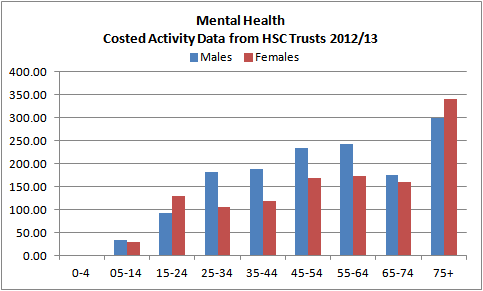 Mental Health
Costed Activity Data from HSC Trusts 2012/13
Males Females
400.00
350.00
300.00
250.00
200.00
150.00
100.00
50.00
0.00
0-4 05-14 15-24 25-34 35-44 45-54 55-64 65-74 75+